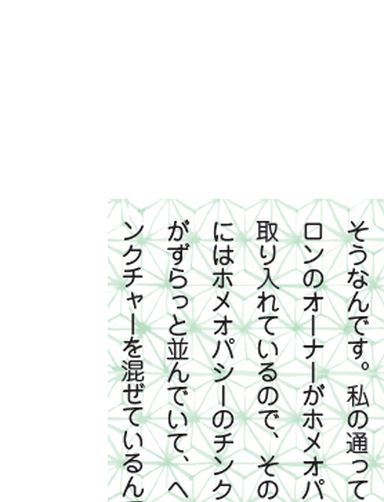 そうなんです。私の通って
ロンのオーナーがホメオパ
取り入れているので、その
にはホメオパシーのチンク
がずらっと並んでいて、ヘ
ンクチャーを混ぜているん